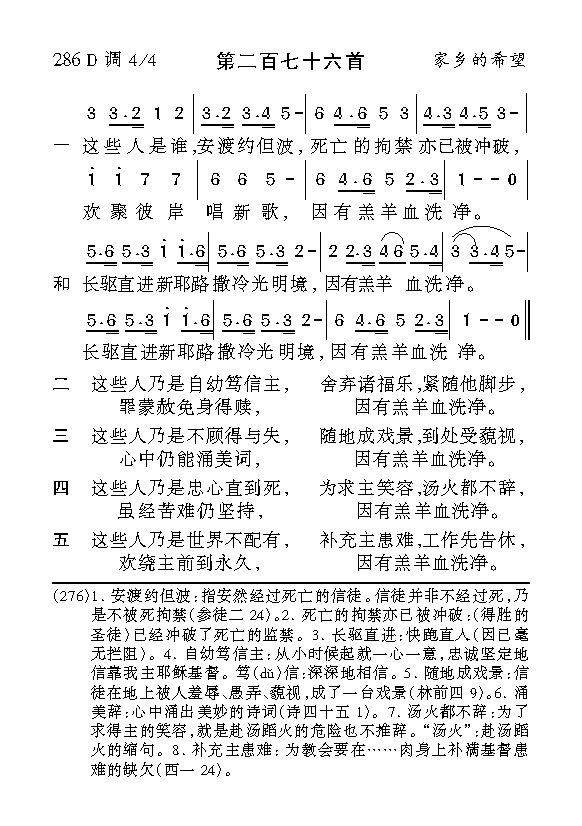 286 D 调 4/4 第二百七十六首 家乡的希望
3 3·2 1 2 | 3·2 3·4 5- | 6 4·6 5 3 | 4·3 4·5 3- |
一 这些人是谁,安渡约但波,死亡的拘禁亦已被冲破,
i i 7 7 | 6 6 5 - | 6 4·6 5 2·3 | 1 - - 0 |
欢聚彼岸 唱新歌, 因有羔羊血洗净。
5·6 5·3 i i·6 | 5·6 5·3 2- | 2 2·3 4 6 5·4 | 3 3·4 5- |
和 长驱直进新耶路撒冷光明境,因有羔羊 血洗净。
5·6 5·3 i i·6 | 5·6 5·3 2- | 6 4·6 5 2·3 | 1 - - 0 ‖
长驱直进新耶路撒冷光明境,因有羔羊血洗净。
二 这些人乃是自幼笃信主, 舍弃诸福乐,紧随他脚步,
罪蒙赦免身得赎, 因有羔羊血洗净。
三 这些人乃是不顾得与失, 随地成戏景,到处受藐视,
心中仍能涌美词, 因有羔羊血洗净。
四 这些人乃是忠心直到死, 为求主笑容,汤火都不辞,
虽经苦难仍坚持, 因有羔羊血洗净。
五 这些人乃是世界不配有, 补充主患难,工作先告休,
欢绕主前到永久, 因有羔羊血洗净。
(276)1. 安渡约但波:指安然经过死亡的信徒。信徒并非不经过死,乃
是不被死拘禁(参徒二 24)。2. 死亡的拘禁亦已被冲破:(得胜的
圣徒)已经冲破了死亡的监禁。3. 长驱直进:快跑直入(因已毫
无拦阻)。4. 自幼笃信主:从小时候起就一心一意,忠诚坚定地
信靠我主耶稣基督。笃(dǔ)信:深深地相信。5. 随地成戏景:信
徒在地上被人羞辱、愚弄、藐视,成了一台戏景(林前四 9)。6. 涌
美辞:心中涌出美妙的诗词(诗四十五 1)。7. 汤火都不辞:为了
求得主的笑容,就是赴汤蹈火的危险也不推辞。“汤火”:赴汤蹈
火的缩句。8. 补充主患难:为教会要在……肉身上补满基督患
难的缺欠(西一 24)。